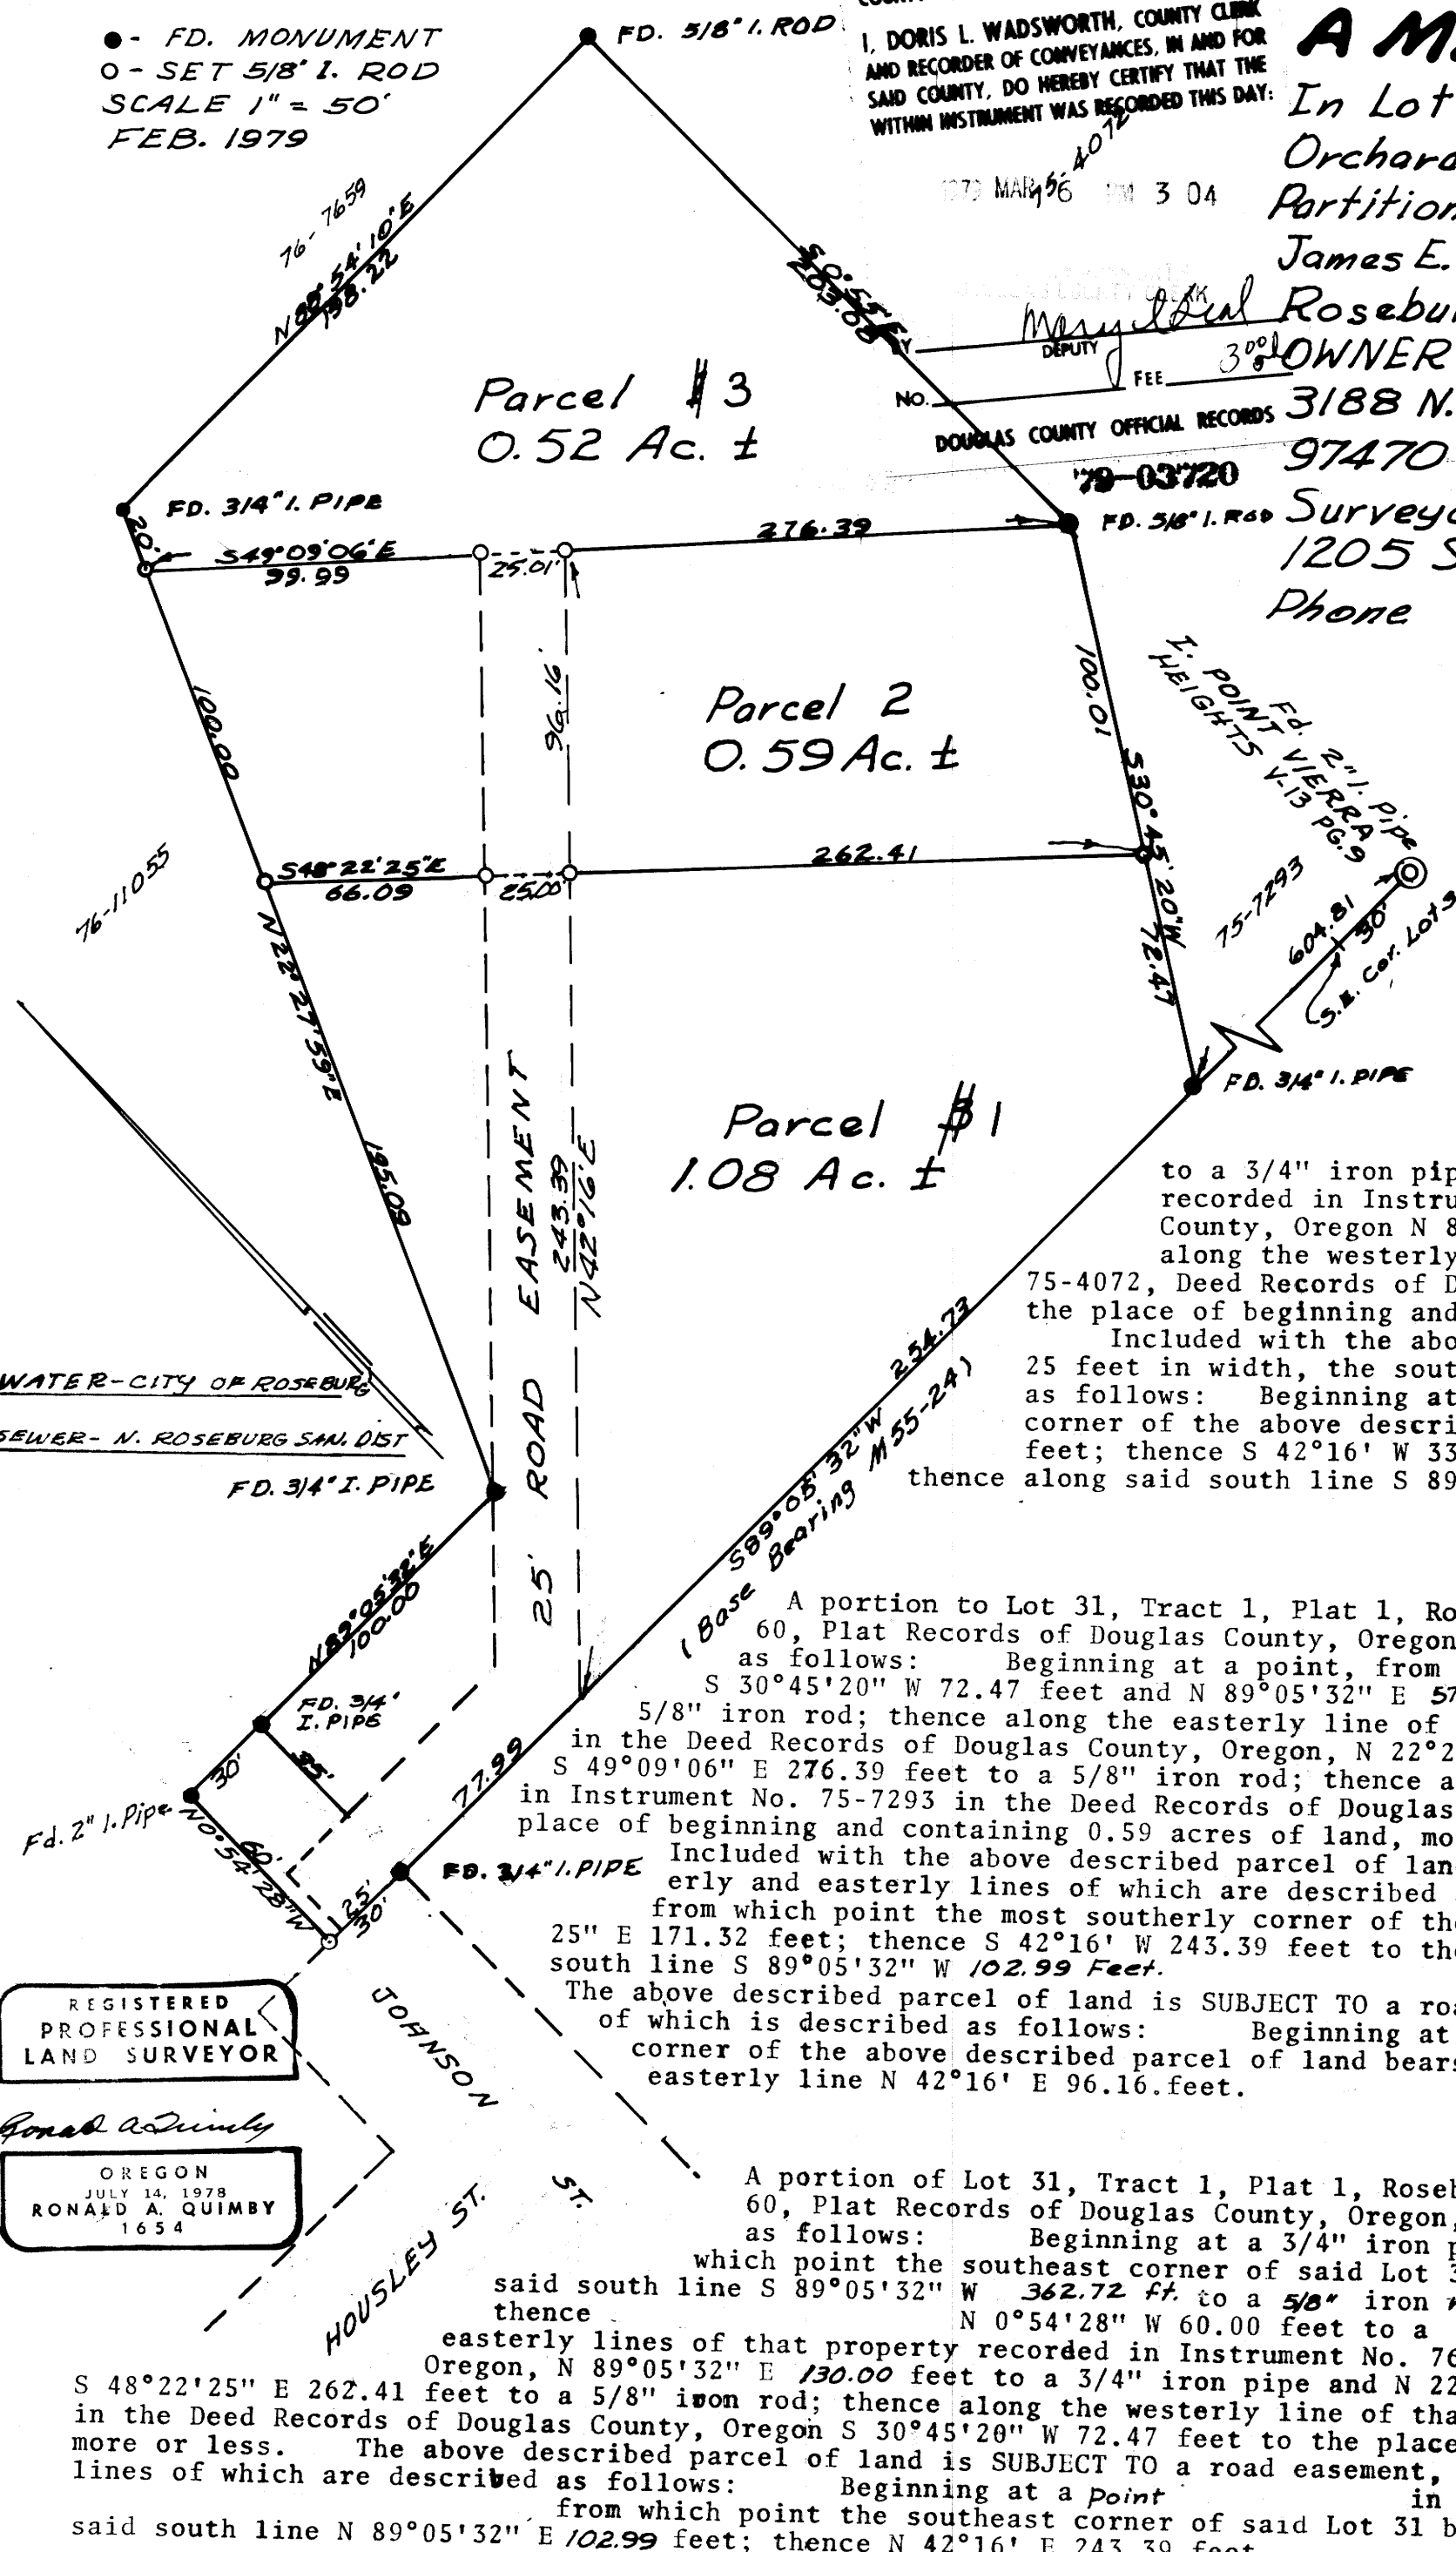 ●- FD. MONUMENT
○- SET 5/8" I. ROD
SCALE 1" = 50'
FEB. 1979
FD. 5/8" I. ROD
I, DORIS L. WADSWORTH, COUNTY CLERK
AND RECORDER OF CONVEYANCES, IN AND FOR
SAID COUNTY, DO HEREBY CERTIFY THAT THE
WITHIN INSTRUMENT WAS RECORDED THIS DAY:
3 04
DEPUTY
FEE
NO.
DOUGLAS COUNTY OFFICIAL RECORDS
79-03720
In Lot
Orchard
Partition
James E.
OWNER
3188 N.
97470
1205 S
Phone
76-7659
N 89°54'10"E
198.22
S 0°55'E
203.08
Parcel 3
0.52 Ac. ±
FD. 3/4" I. PIPE
20'
S49°09'06"E
99.99
25.01'
276.39
FD. 5/8" I. ROD
100.00
96.16'
Parcel 2
0.59 Ac. ±
100.01
S30°45'20"W
72.47
Fd. 2" I. Pipe
I. POINT VIERRA
HEIGHTS V.13 PG.9
76-11055
S48°22'25"E
66.09
25.00'
262.41
75-7293
604.81
30'
S.E. Cor. Lot 3
N22°27'59"E
195.09
FD. 3/4" I. PIPE
Parcel 1
1.08 Ac. ±
25' ROAD EASEMENT
243.39
N42°16'E
254.73
S89°05'32"W
(Base Bearing M55-24)
WATER-CITY OF ROSEBURG
SEWER- N. ROSEBURG SAN. DIST
FD. 3/4" I. PIPE
N89°05'32"E
100.00
FD. 3/4"
I. PIPE
30'
35'
77.99
Fd. 2" I. Pipe
N0°54'28"W
60'
25'
30'
FD. 3/4" I. PIPE
JOHNSON ST.
HOUSLEY ST.
REGISTERED
PROFESSIONAL
LAND SURVEYOR
OREGON
JULY 14, 1978
RONALD A. QUIMBY
1654
to a 3/4" iron pip
recorded in Instru
County, Oregon N 8
along the westerly
75-4072, Deed Records of D
the place of beginning and
Included with the abo
25 feet in width, the sout
as follows: Beginning at
corner of the above descri
feet; thence S 42°16' W 33
thence along said south line S 89
A portion to Lot 31, Tract 1, Plat 1, Ro
60, Plat Records of Douglas County, Oregon
as follows: Beginning at a point, from
S 30°45'20" W 72.47 feet and N 89°05'32" E 57
5/8" iron rod; thence along the easterly line of
in the Deed Records of Douglas County, Oregon, N 22°2
S 49°09'06" E 276.39 feet to a 5/8" iron rod; thence a
in Instrument No. 75-7293 in the Deed Records of Douglas
place of beginning and containing 0.59 acres of land, mo
Included with the above described parcel of lan
erly and easterly lines of which are described
from which point the most southerly corner of th
25" E 171.32 feet; thence S 42°16' W 243.39 feet to th
south line S 89°05'32" W 102.99 Feet.
The above described parcel of land is SUBJECT TO a roa
of which is described as follows: Beginning at
corner of the above described parcel of land bears
easterly line N 42°16' E 96.16.feet.
A portion of Lot 31, Tract 1, Plat 1, Roseb
60, Plat Records of Douglas County, Oregon,
as follows: Beginning at a 3/4" iron p
which point the southeast corner of said Lot 3
said south line S 89°05'32" W 362.72 ft. to a 5/8" iron r
thence N 0°54'28" W 60.00 feet to a
easterly lines of that property recorded in Instrument No. 76
Oregon, N 89°05'32" E 130.00 feet to a 3/4" iron pipe and N 22
S 48°22'25" E 262.41 feet to a 5/8" iron rod; thence along the westerly line of tha
in the Deed Records of Douglas County, Oregon S 30°45'20" W 72.47 feet to the place
more or less. The above described parcel of land is SUBJECT TO a road easement,
lines of which are described as follows: Beginning at a point in
from which point the southeast corner of said Lot 31 b
said south line N 89°05'32" E 102.99 feet; thence N 42°16' E 243.39 feet